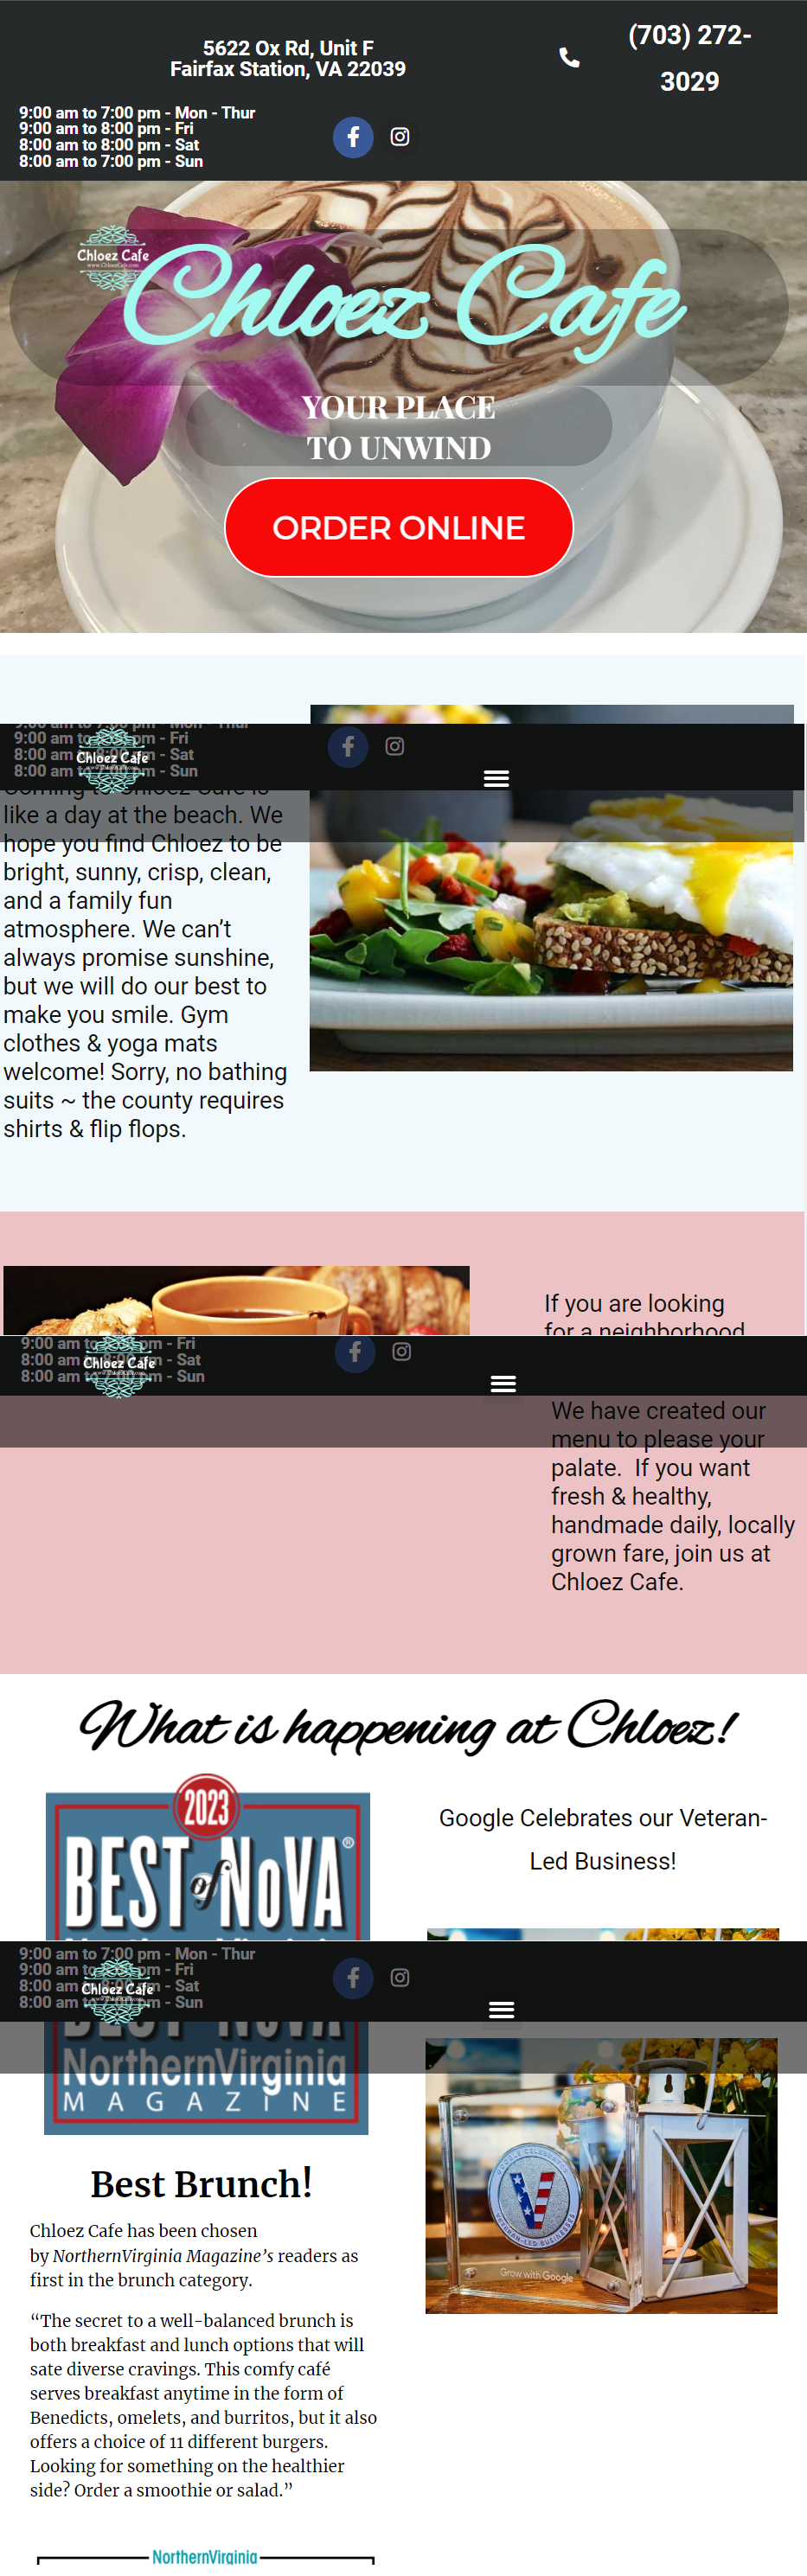 5622 Ox Rd, Unit F
Fairfax Station, VA 22039
(703) 272-
3029
9:00 am to 7:00 pm - Mon - Thur
9:00 am to 8:00 pm - Fri
8:00 am to 8:00 pm - Sat
8:00 am to 7:00 pm - Sun
Chloez Cafe
www.ChloezCafe.com
Chloez Cafe
YOUR PLACE
TO UNWIND
ORDER ONLINE
9:00 am to 7:00 pm - Mon - Thur
9:00 am to 8:00 pm - Fri
8:00 am to 8:00 pm - Sat
8:00 am to 7:00 pm - Sun
Chloez Cafe
Coming to Chloez Cafe is
like a day at the beach. We
hope you find Chloez to be
bright, sunny, crisp, clean,
and a family fun
atmosphere. We can’t
always promise sunshine,
but we will do our best to
make you smile. Gym
clothes & yoga mats
welcome! Sorry, no bathing
suits ~ the county requires
shirts & flip flops.
If you are looking
for a neighborhood
9:00 am to 8:00 pm - Fri
8:00 am to 8:00 pm - Sat
8:00 am to 7:00 pm - Sun
Chloez Cafe
We have created our
menu to please your
palate.  If you want
fresh & healthy,
handmade daily, locally
grown fare, join us at
Chloez Cafe.
What is happening at Chloez!
2023
BEST of NoVA®
Google Celebrates our Veteran-
Led Business!
9:00 am to 7:00 pm - Mon - Thur
9:00 am to 8:00 pm - Fri
8:00 am to 8:00 pm - Sat
8:00 am to 7:00 pm - Sun
Chloez Cafe
BEST NoVA
NorthernVirginia
MAGAZINE
GOOGLE CELEBRATES
V
VETERAN-LED BUSINESSES
Grow with Google
Best Brunch!
Chloez Cafe has been chosen
by NorthernVirginia Magazine’s readers as
first in the brunch category.
“The secret to a well-balanced brunch is
both breakfast and lunch options that will
sate diverse cravings. This comfy café
serves breakfast anytime in the form of
Benedicts, omelets, and burritos, but it also
offers a choice of 11 different burgers.
Looking for something on the healthier
side? Order a smoothie or salad.”
NorthernVirginia